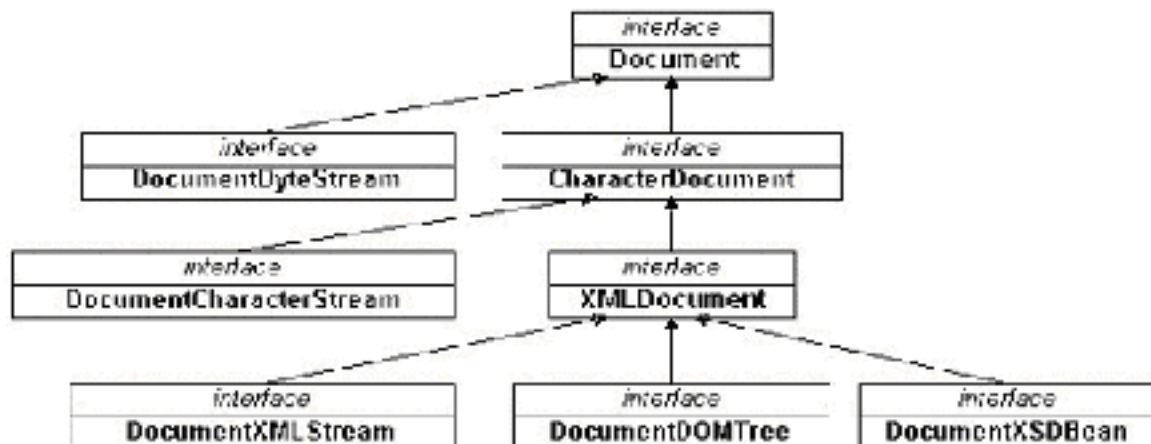 interface
Document
interface
interface
DocumentByteStream
CharacterDocument
interface
interface
DocumentCharacterStream
XMLDocument
interface
interface
interface
DocumentXMLStream
DocumentDOMTree
DocumentXSDBean